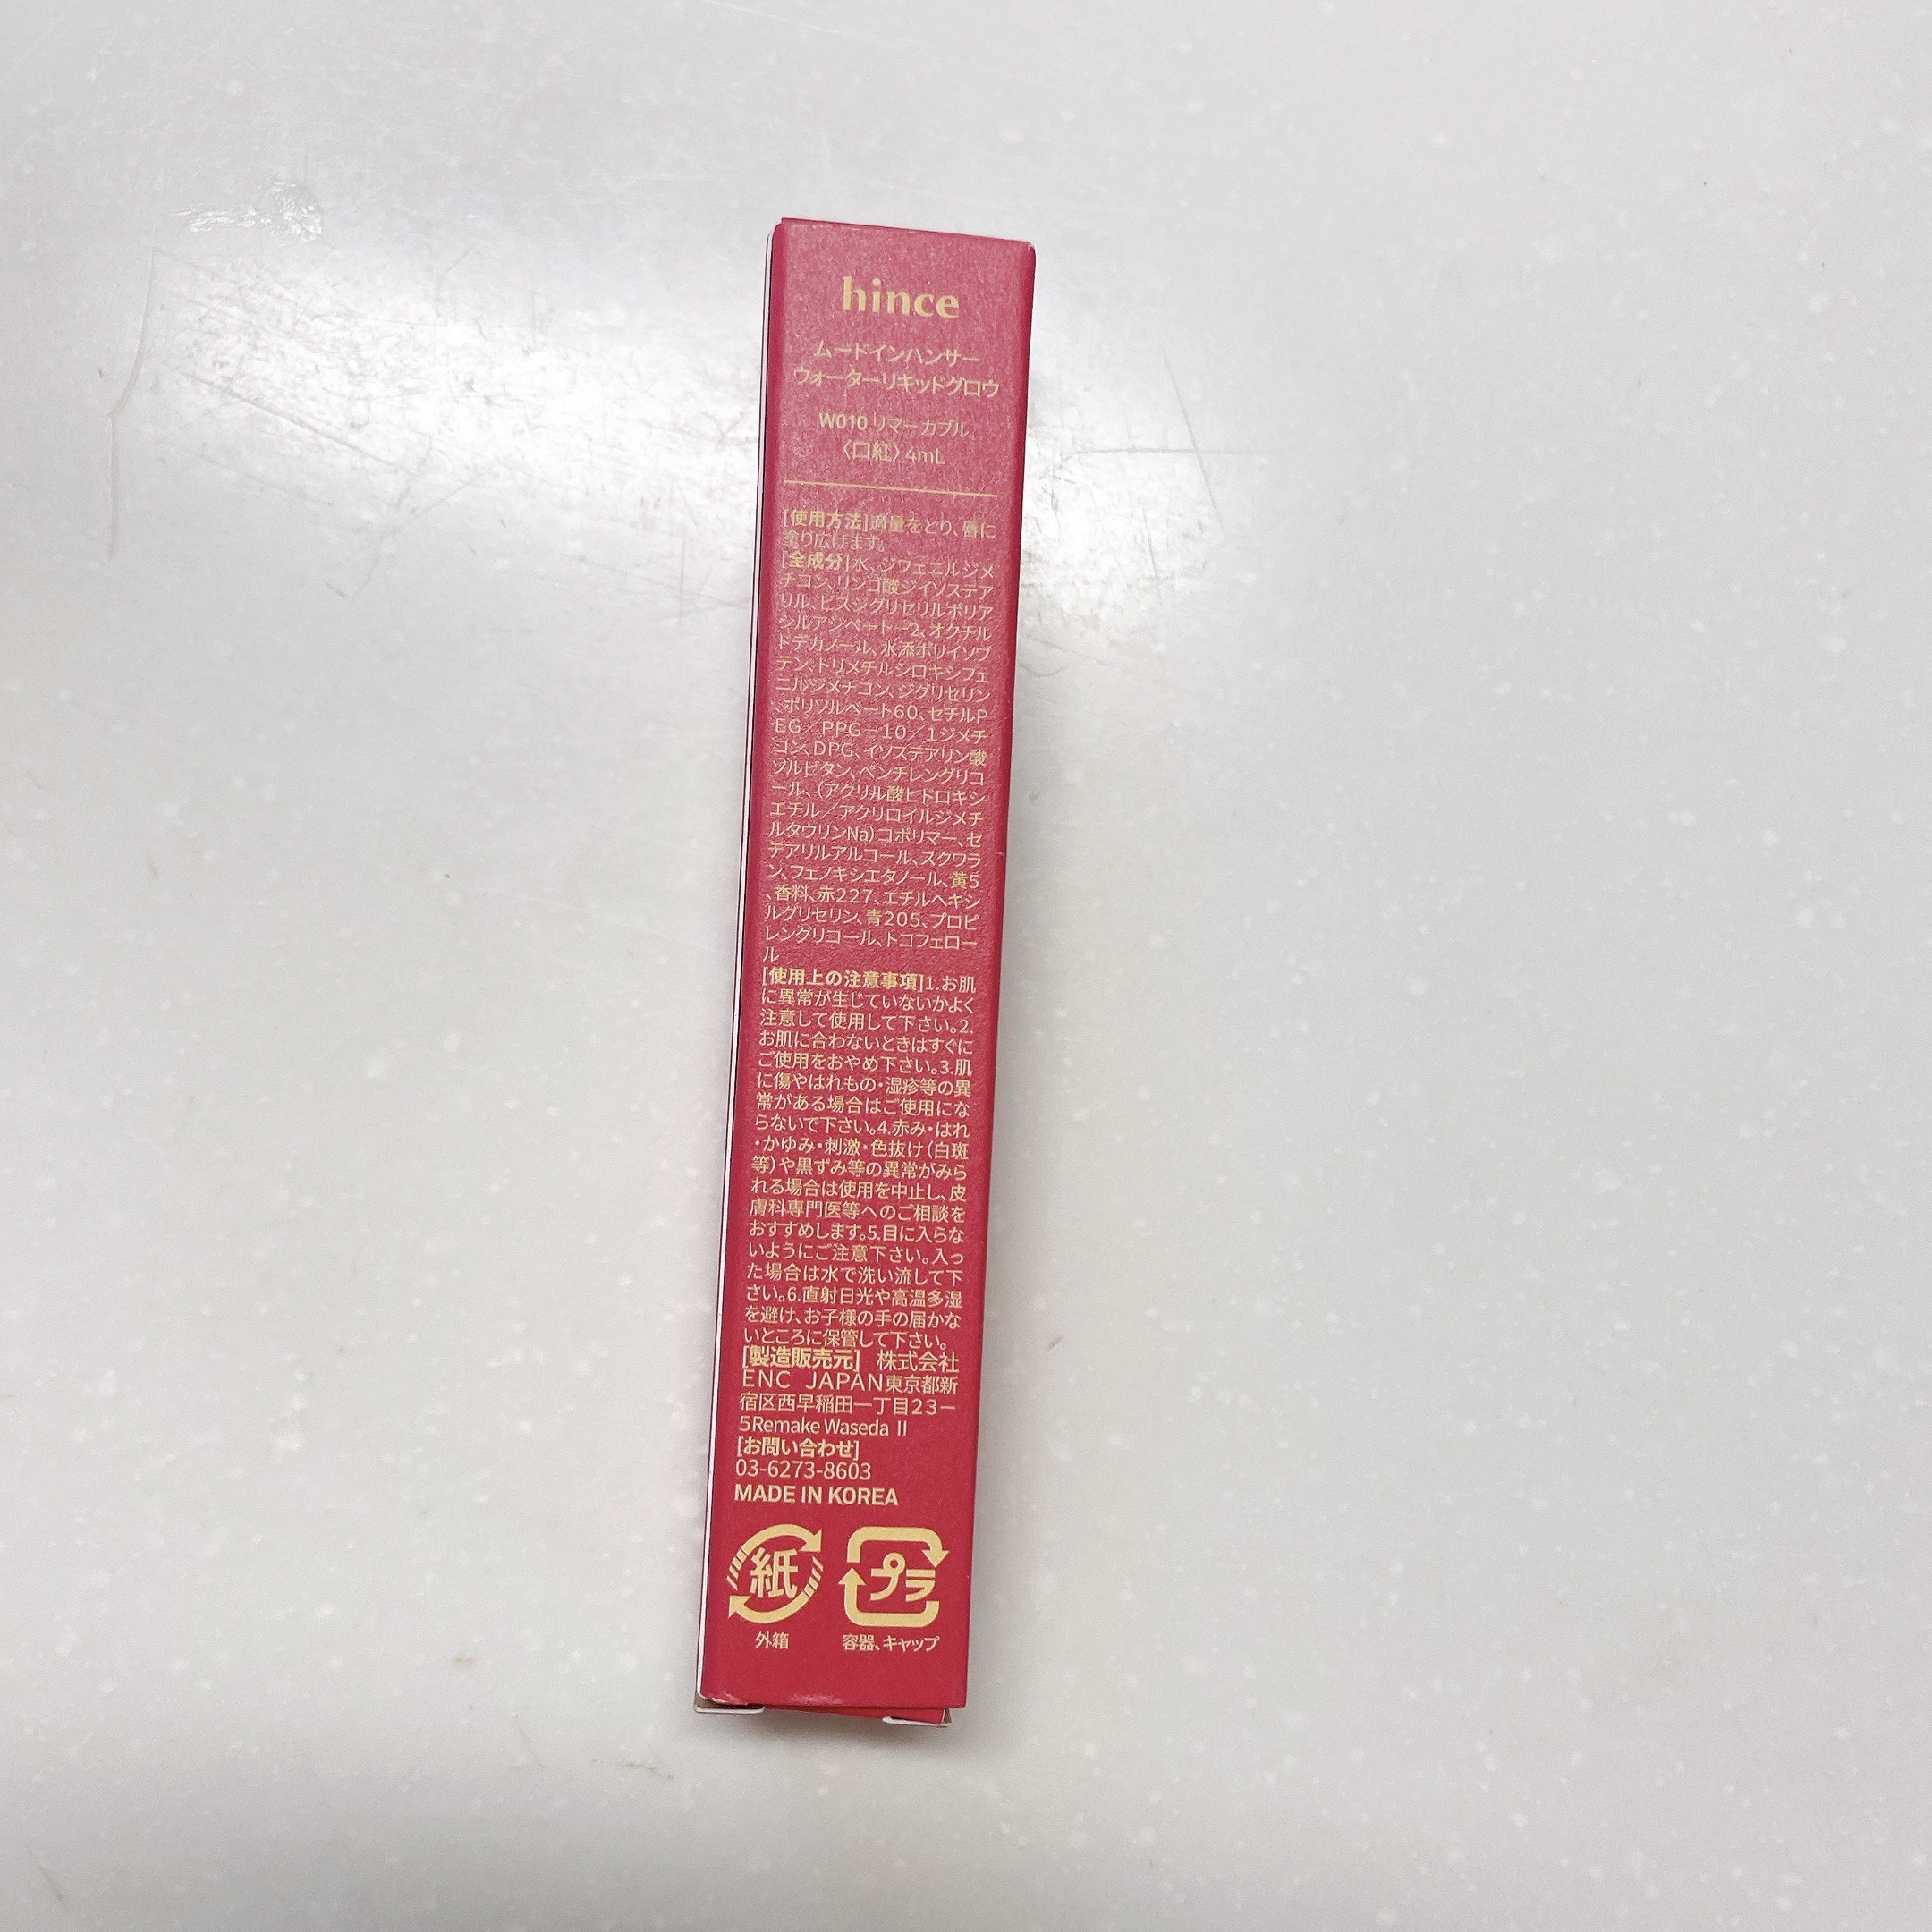 hince
ムードインハンサー
ウォーターリキッドグロウ
W010 リマーカブル
〈口紅〉4mL
[使用方法]適量をとり、唇に
塗り広げます。
[全成分]水、ジフェニルジメ
チコン、リンゴ酸ジイソステア
リル、ビスジグリセリルポリア
シルアジペートー2、オクチル
ドデカノール、水添ポリイソブ
テン、トリメチルシロキシフェ
ニルジメチコン、ジグリセリン
、ポリソルベート60、セチルP
EG／PPGー10／1ジメチ
コン、DPG、イソステアリン酸
ソルビタン、ペンチレングリコ
ール、(アクリル酸ヒドロキシ
エチル／アクリロイルジメチ
ルタウリンNa)コポリマー、セ
テアリルアルコール、スクワラ
ン、フェノキシエタノール、黄5
、香料、赤227、エチルヘキシ
ルグリセリン、青205、プロピ
レングリコール、トコフェロー
ル
[使用上の注意事項]1.お肌
に異常が生じていないかよく
注意して使用して下さい。2.
お肌に合わないときはすぐに
ご使用をおやめ下さい。3.肌
に傷やはれもの・湿疹等の異
常がある場合はご使用にな
らないで下さい。4.赤み・はれ
・かゆみ・刺激・色抜け(白斑
等)や黒ずみ等の異常がみら
れる場合は使用を中止し、皮
膚科専門医等へのご相談を
おすすめします。5.目に入らな
いようにご注意下さい。入っ
た場合は水で洗い流して下
さい。6.直射日光や高温多湿
を避け、お子様の手の届かな
いところに保管して下さい。
[製造販売元] 株式会社
ENC JAPAN東京都新
宿区西早稲田一丁目23ー
5Remake Waseda II
[お問い合わせ]
03-6273-8603
MADE IN KOREA
紙 プラ
外箱 容器、キャップ